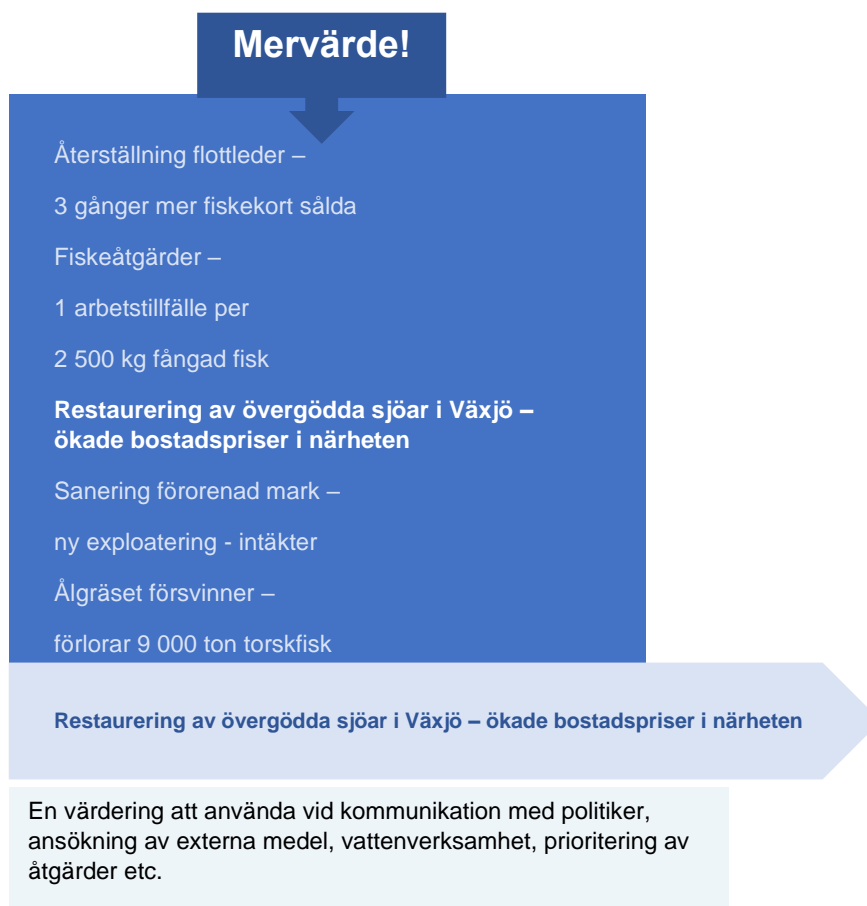 Mervärde!
Återställning flottleder –
3 gånger mer fiskekort sålda
Fiskeåtgärder –
1 arbetstillfälle per
2 500 kg fångad fisk
Restaurering av övergödda sjöar i Växjö –
ökade bostadspriser i närheten
Sanering förorenad mark –
ny exploatering - intäkter
Ålgräset försvinner –
förlorar 9 000 ton torskfisk
Restaurering av övergödda sjöar i Växjö – ökade bostadspriser i närheten
En värdering att använda vid kommunikation med politiker,
ansökning av externa medel, vattenverksamhet, prioritering av
åtgärder etc.